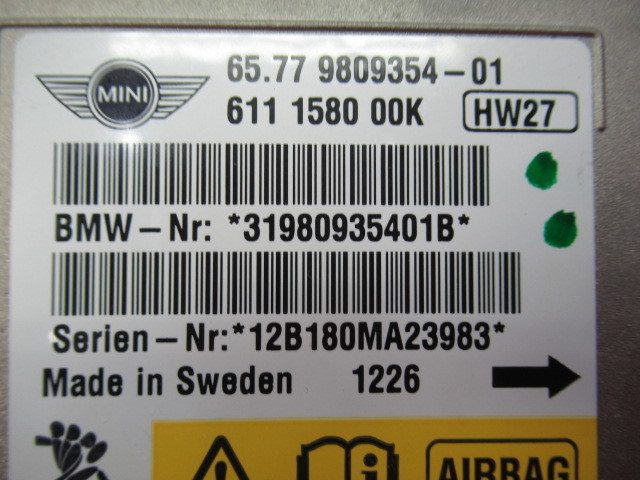 MINI
65.77 9809354-01
611 1580 00K HW27
BMW-Nr: *31980935401B*
Serien-Nr:*12B180MA23983*
Made in Sweden 1226
AIRBAG